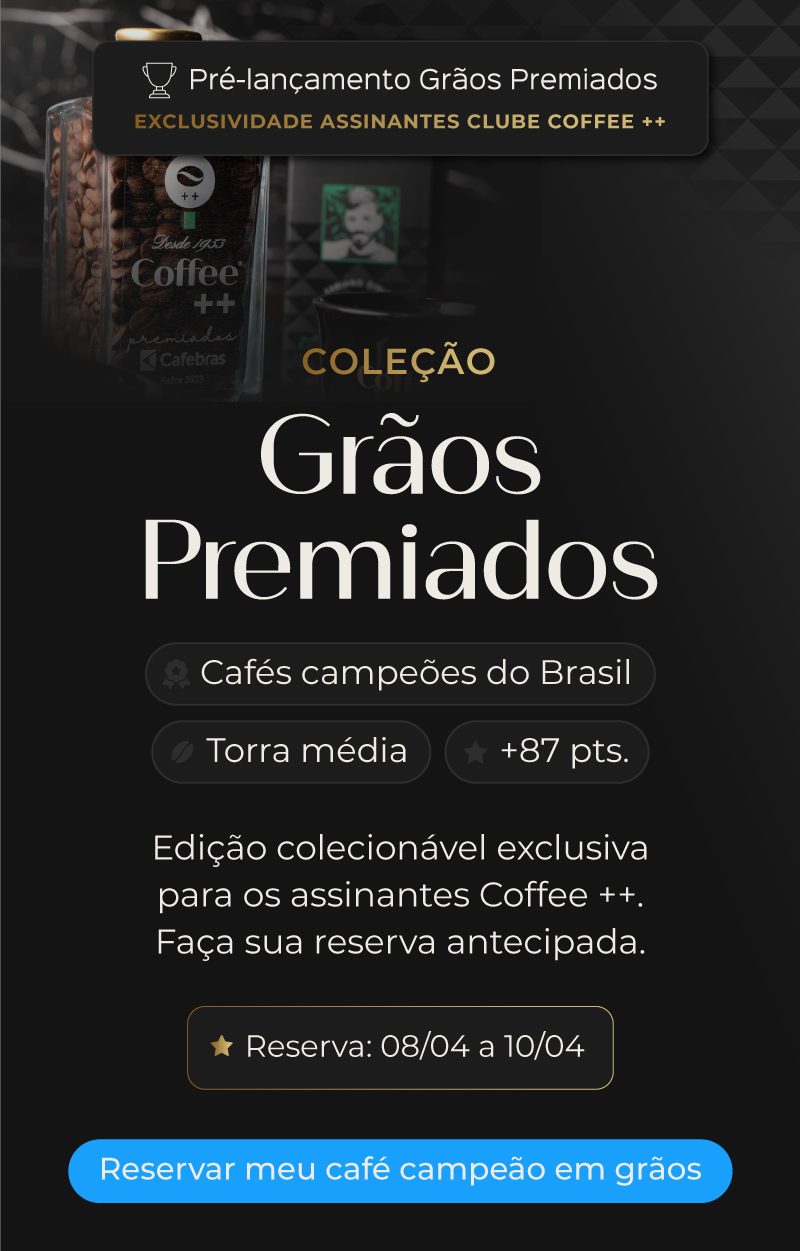 Pré-lançamento Grãos Premiados
EXCLUSIVIDADE ASSINANTES CLUBE COFFEE ++
++
Desde 1953
Coffee
++
premiados
Cafebras
Safra 2023
COLEÇÃO
Grãos
Premiados
Cafés campeões do Brasil
Torra média
+87 pts.
Edição colecionável exclusiva
para os assinantes Coffee ++.
Faça sua reserva antecipada.
Reserva: 08/04 a 10/04
Reservar meu café campeão em grãos